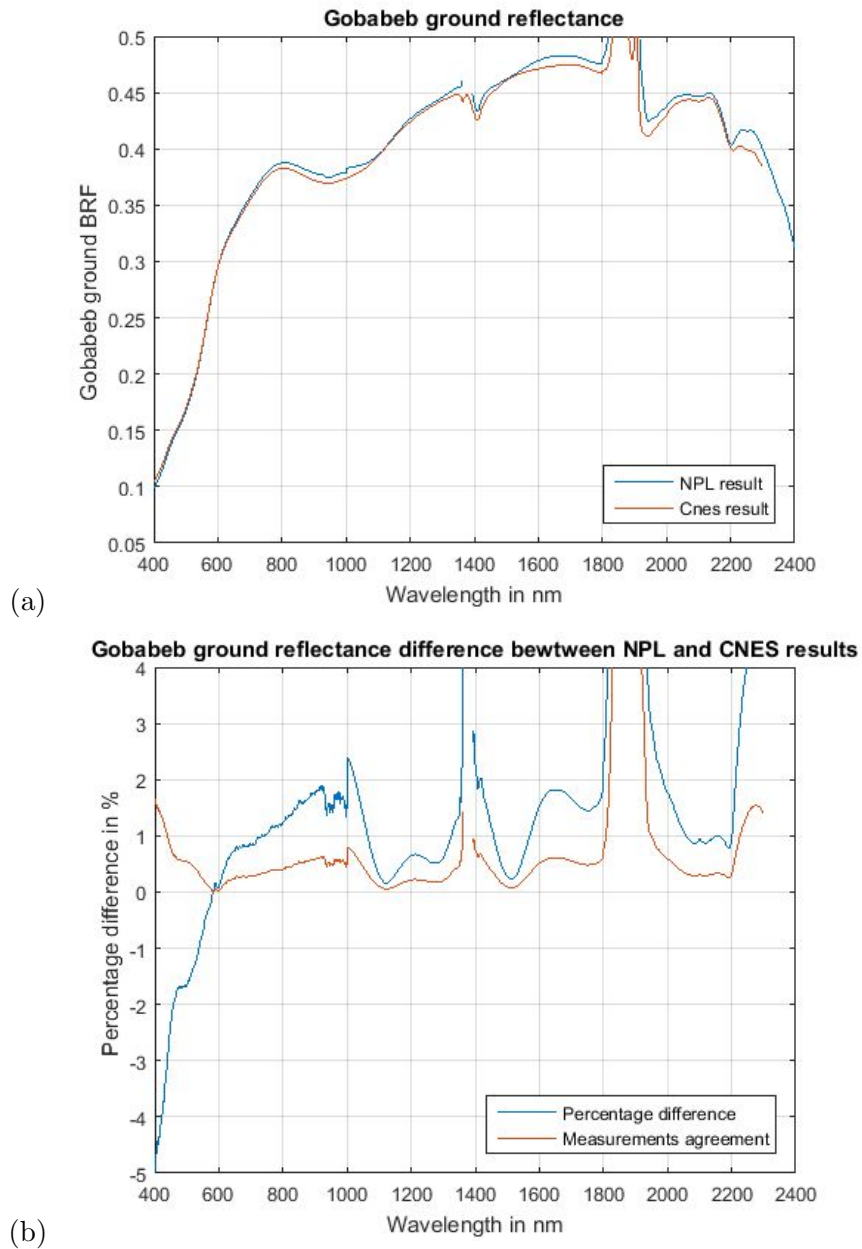 Gobabeb ground reflectance
0.5
0.45
0.4
0.35
0.3
0.25
0.2
0.15
0.1
0.05
Gobabeb ground BRF
NPL result
Cnes result
400 600 800 1000 1200 1400 1600 1800 2000 2200 2400
Wavelength in nm
(a)
Gobabeb ground reflectance difference bewtween NPL and CNES results
4
3
2
1
0
-1
-2
-3
-4
-5
Percentage difference in %
Percentage difference
Measurements agreement
400 600 800 1000 1200 1400 1600 1800 2000 2200 2400
Wavelength in nm
(b)